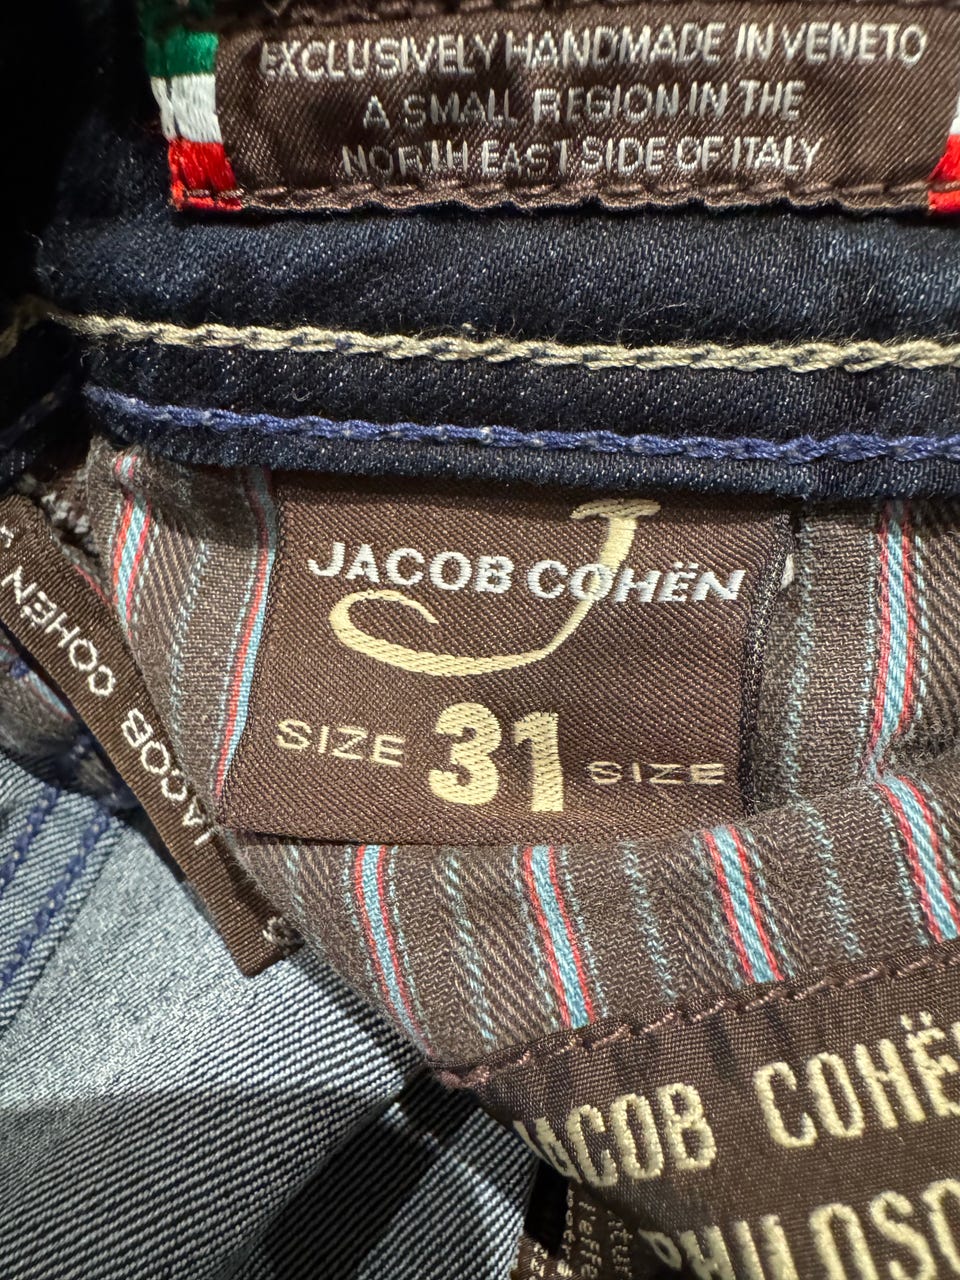 EXCLUSIVELY HANDMADE IN VENETO
A SMALL REGION IN THE
NORTH EAST SIDE OF ITALY
JACOB COHËN
J
SIZE 31 SIZE
JACOB COHËN
JACOB COHË
PHILOSO